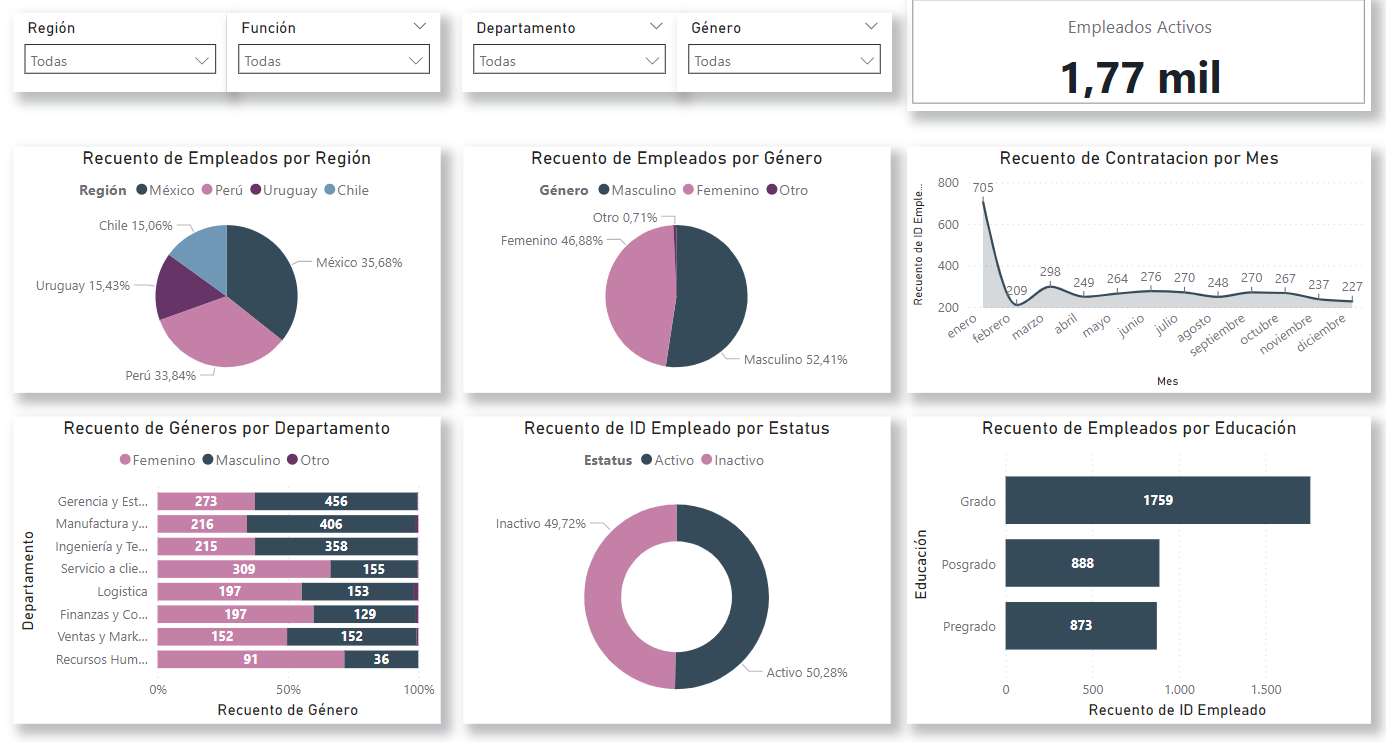 Región
Todas
Función
Todas
Departamento
Todas
Género
Todas
Empleados Activos
1,77 mil
Recuento de Empleados por Región
Región México Perú Uruguay Chile
Chile 15,06%
México 35,68%
Uruguay 15,43%
Perú 33,84%
Recuento de Empleados por Género
Género Masculino Femenino Otro
Otro 0,71%
Femenino 46,88%
Masculino 52,41%
Recuento de Contratacion por Mes
Recuento de ID Emple...
800
600
400
200
705
209
298
249
264
276
270
248
270
267
237
227
enero
febrero
marzo
abril
mayo
junio
julio
agosto
septiembre
octubre
noviembre
diciembre
Mes
Recuento de Géneros por Departamento
Femenino Masculino Otro
Departamento
Gerencia y Est... 273 456
Manufactura y... 216 406
Ingeniería y Te... 215 358
Servicio a clie... 309 155
Logistica 197 153
Finanzas y Co... 197 129
Ventas y Mark... 152 152
Recursos Hum... 91 36
0% 50% 100%
Recuento de Género
Recuento de ID Empleado por Estatus
Estatus Activo Inactivo
Inactivo 49,72%
Activo 50,28%
Recuento de Empleados por Educación
Educación
Grado 1759
Posgrado 888
Pregrado 873
0 500 1.000 1.500
Recuento de ID Empleado